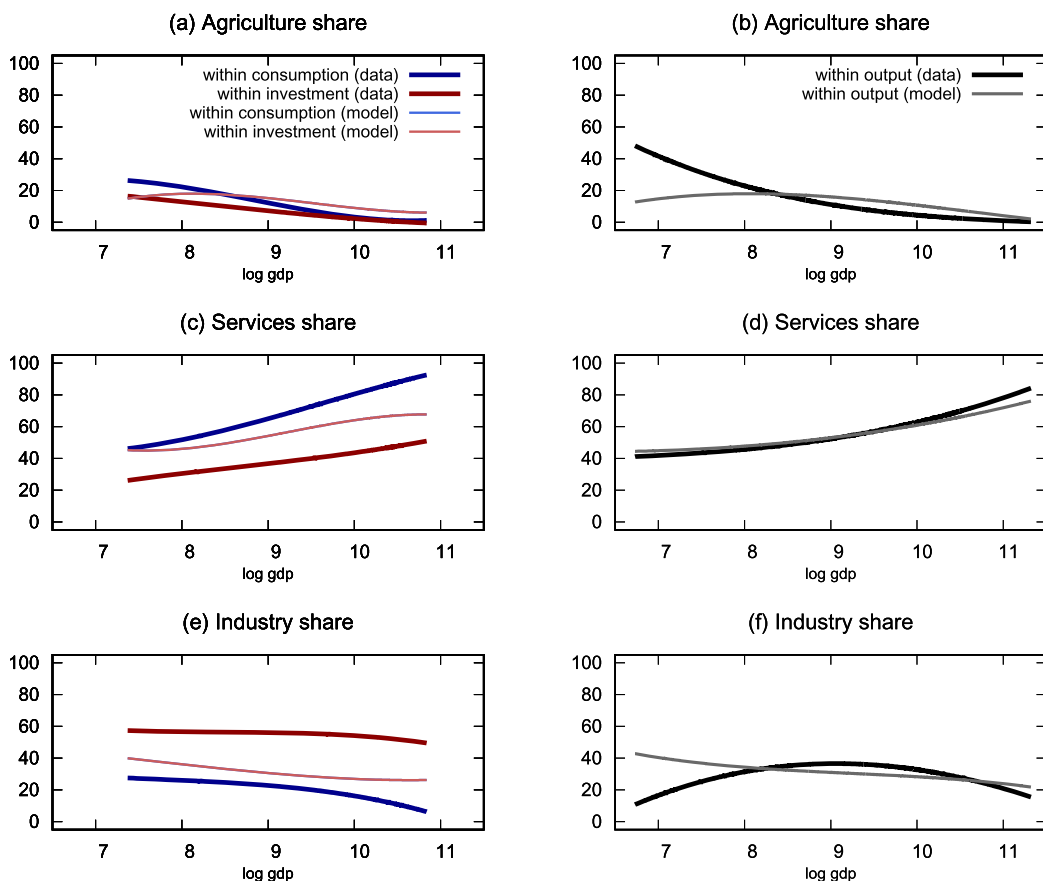 (a) Agriculture share
100
80
60
40
20
0
within consumption (data)
within investment (data)
within consumption (model)
within investment (model)
7 8 9 10 11
log gdp
(b) Agriculture share
100
80
60
40
20
0
within output (data)
within output (model)
7 8 9 10 11
log gdp
(c) Services share
100
80
60
40
20
0
7 8 9 10 11
log gdp
(d) Services share
100
80
60
40
20
0
7 8 9 10 11
log gdp
(e) Industry share
100
80
60
40
20
0
7 8 9 10 11
log gdp
(f) Industry share
100
80
60
40
20
0
7 8 9 10 11
log gdp